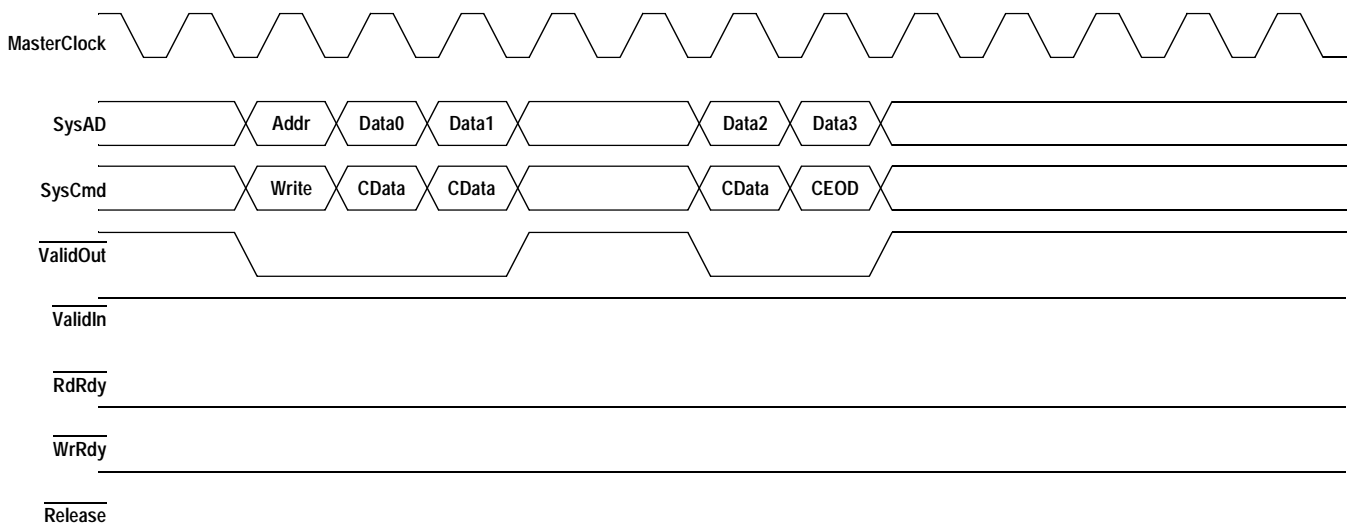 MasterClock
SysAD Addr Data0 Data1 Data2 Data3
SysCmd Write CData CData CData CEOD
ValidOut
ValidIn
RdRdy
WrRdy
Release